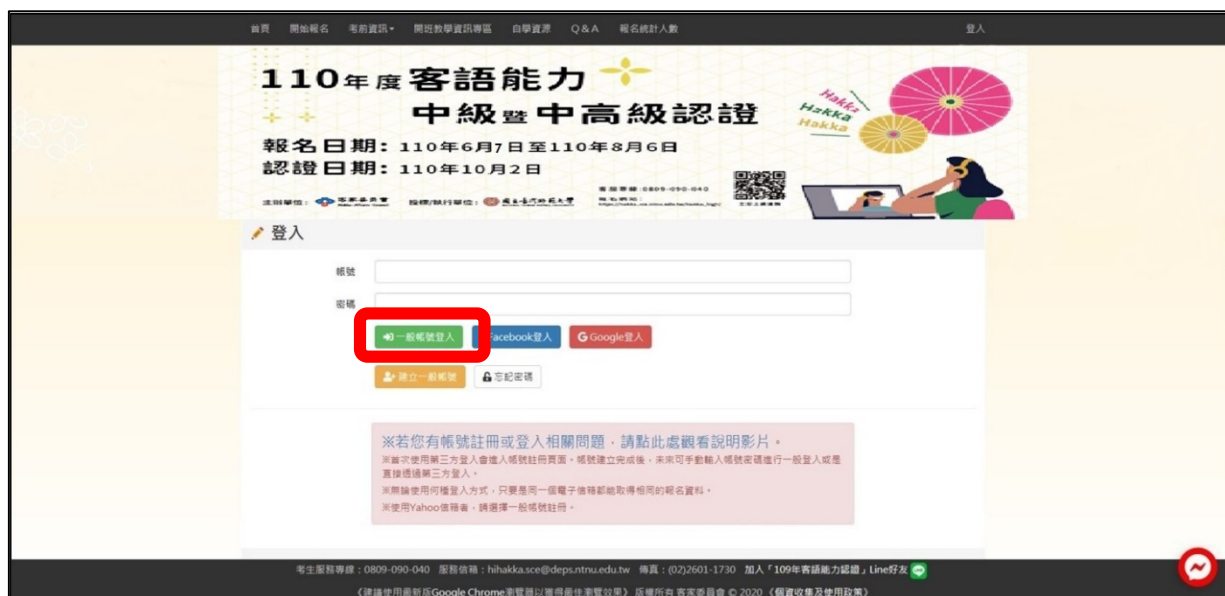 首頁 開始報名 考前資訊 開班教學資訊專區 自學資源 Q&A 報名統計人數 登入
110年度客語能力
中級暨中高級認證
Hakka
Hakka
Hakka
報名日期:110年6月7日至110年8月6日
認證日期:110年10月2日
客服專線:0809-090-040
主辦單位: 客家委員會
登入
帳號
密碼
一般帳號登入 Facebook登入 Google登入
建立一般帳號 忘記密碼
※若您有帳號註冊或登入相關問題,請點此處觀看說明影片。
※首次使用第三方登入會進入帳號註冊頁面。帳號建立完成後,未來可手動輸入帳號密碼進行一般登入或是
直接透過第三方登入。
※無論使用何種登入方式,只要是同一個電子信箱都能取得相同的報名資料。
※使用Yahoo信箱者,請選擇一般帳號註冊。
考生服務專線:0809-090-040 服務信箱:hihakka.sce@deps.ntnu.edu.tw 傳真:(02)2601-1730 加入「109年客語能力認證」Line好友
《建議使用最新版Google Chrome瀏覽器以獲得最佳瀏覽效果》 版權所有 客家委員會 © 2020 《個資收集及使用政策》